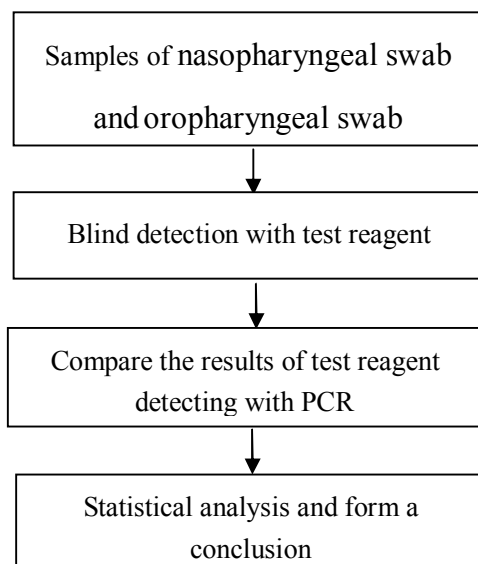 Samples of nasopharyngeal swab
and oropharyngeal swab
Blind detection with test reagent
Compare the results of test reagent
detecting with PCR
Statistical analysis and form a
conclusion